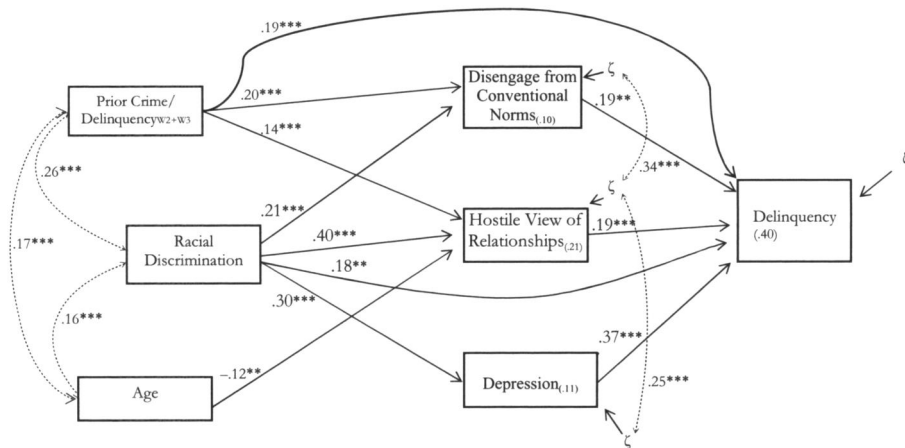 .19***
Prior Crime/
DelinquencyW2+W3
.20***
.14***
Disengage from
Conventional
Norms(.10)
ζ
.19**
.34***
ζ
.26***
.17***
.21***
.40***
.18**
.30***
Racial
Discrimination
ζ
Hostile View of
Relationships(.21)
.19***
Delinquency
(.40)
.16***
-.12**
Age
Depression(.11)
.37***
.25***
ζ